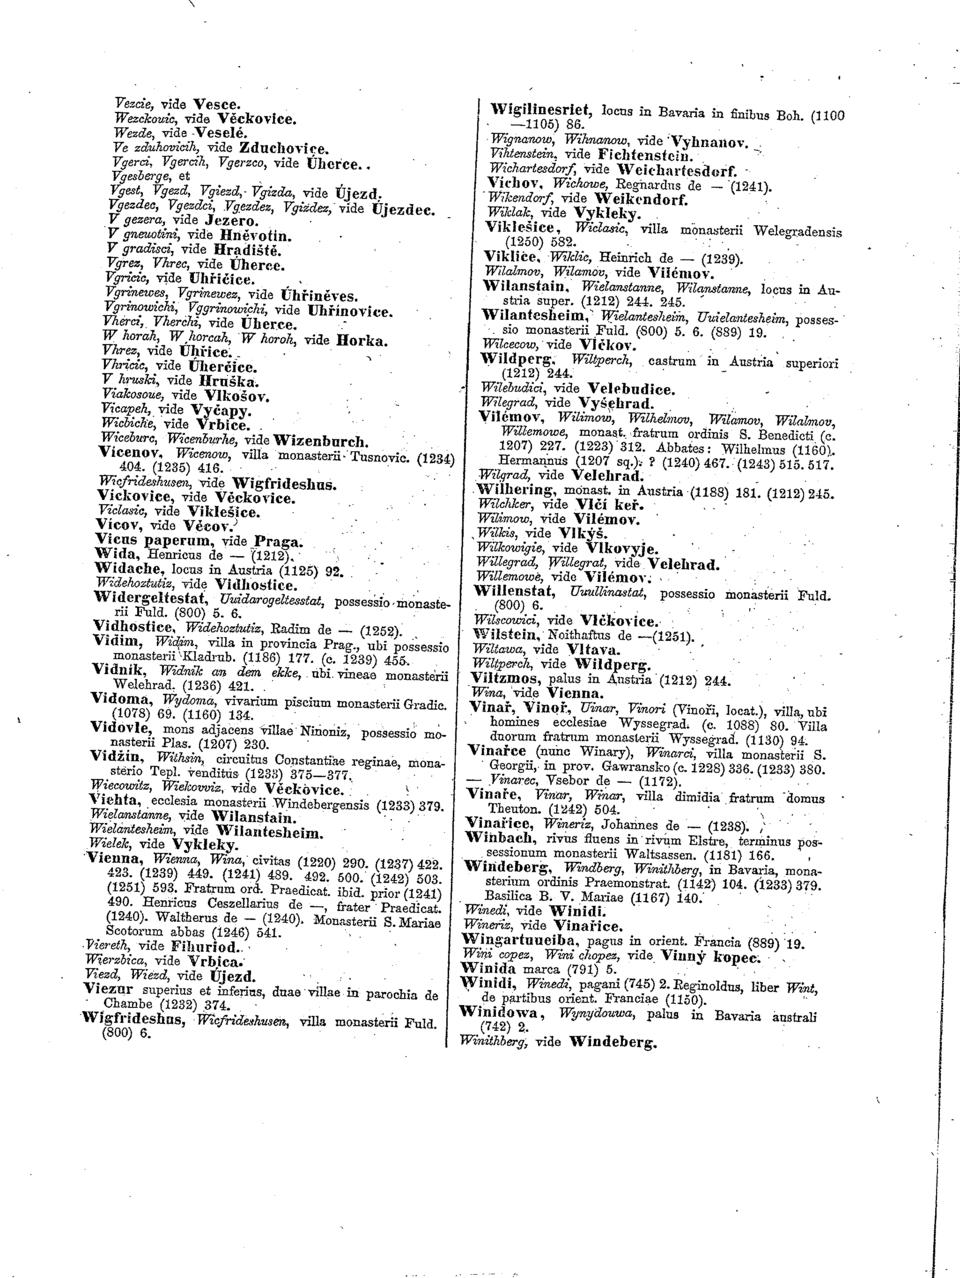 Vezcie, vide Vesce.
Wezckouic, vide Věckovice.
Wezde, vide Veselé.
Ve zduhovicih, vide Zduchovice.
Vgerci, Vgercih, Vgerzco, vide Úherce.
Vgesberge, et
Vgest, Vgezd, Vgiezd, Vgizda, vide Újezd.
Vgezdec, Vgezdci, Vgezdez, Vgizdez, vide Újezdec.
V gezera, vide Jezero.
V gneuotini, vide Hněvotin.
V gradisci, vide Hradiště.
Vgrez, Vhrec, vide Úherce.
Vgricic, vide Uhřičice.
Vgrinewes, Vgrinewez, vide Úhřiněves.
Vgrinowichi, Vggrinowichi, vide Uhřinovice.
Vherci, Vherchi, vide Úherce.
W horah, W horcah, W horoh, vide Horka.
Vhrez, vide Uhřice.
Vhricic, vide Úherčice.
V hruski, vide Hruška.
Viakosoue, vide Vlkošov.
Vicapeh, vide Vyčapy.
Wicbiche, vide Vrbice.
Wiceburc, Wicenburhe, vide Wizenburch.
Vicenov, Wicenow, villa monasterii Tusnovic. (1234)
404. (1235) 416.
Wicfrideshusen, vide Wigfrideshus.
Vickovice, vide Věckovice.
Viclasic, vide Viklešice.
Vicov, vide Věcov.
Vicus paperum, vide Praga.
Wida, Henricus de — (1212).
Widache, locus in Austria (1125) 92.
Widehoztutiz, vide Vidhostice.
Widergeltestat, Uuidarogeltesstat, possessio monaste-
rii Fuld. (800) 5. 6.
Vidhostice, Widehoztutiz, Radim de — (1252).
Vidim, Widim, villa in provincia Prag., ubi possessio
monasterii Kladrub. (1186) 177. (c. 1239) 455.
Vidnik, Widnik an dem ekke, ubi vineae monasterii
Welehrad. (1236) 421.
Vidoma, Wydoma, vivarium piscium monasterii Gradic.
(1078) 69. (1160) 134.
Vidovle, mons adjacens villae Ninoniz, possessio mo-
nasterii Plas. (1207) 230.
Vidžin, Withsin, circuitus Constantiae reginae, mona-
sterio Tepl. venditus (1233) 375—377.
Wiecowitz, Wiekovviz, vide Věckovice.
Viehta, ecclesia monasterii Windebergensis (1233) 379.
Wielanstanne, vide Wilanstain.
Wielantesheim, vide Wilantesheim.
Wielek, vide Vykleky.
Vienna, Wienna, Wina, civitas (1220) 290. (1237) 422.
423. (1239) 449. (1241) 489. 492. 500. (1242) 503.
(1251) 593. Fratrum ord. Praedicat. ibid. prior (1241)
490. Henricus Ceszellarius de —, frater Praedicat.
(1240). Waltherus de — (1240). Monasterii S. Mariae
Scotorum abbas (1246) 541.
Viereth, vide Fihuriod.
Wierzbica, vide Vrbica.
Viezd, Wiezd, vide Újezd.
Viezur superius et inferius, duae villae in parochia de
Chambe (1232) 374.
Wigfrideshus, Wicfrideshusen, villa monasterii Fuld.
(800) 6.
Wigilinesriet, locus in Bavaria in finibus Boh. (1100
—1105) 86.
Wignanow, Wihnanow, vide Vyhnanov.
Vihtenstein, vide Fichtenstein.
Wichartesdorf, vide Weichartesdorf.
Vichov, Wichowe, Regnardus de — (1241).
Wikendorf, vide Weikendorf.
Wiklak, vide Vykleky.
Viklešice, Wiclasic, villa monasterii Welegradensis
(1250) 582.
Viklice, Wiklic, Heinrich de — (1239).
Wilalmov, Wilamov, vide Vilémov.
Wilanstain, Wielanstanne, Wilanstanne, locus in Au-
stria super. (1212) 244. 245.
Wilantesheim, Wielantesheim, Uuielantesheim, posses-
sio monasterii Fuld. (800) 5. 6. (889) 19.
Wilcecow, vide Vlčkov.
Wildperg, Wiltperch, castrum in Austria superiori
(1212) 244.
Wilebudici, vide Velebudice.
Wilegrad, vide Vyšehrad.
Vilémov, Wilimow, Wilhelmov, Wilamov, Wilalmov,
Willemowe, monast. fratrum ordinis S. Benedicti (c.
1207) 227. (1223) 312. Abbates: Wilhelmus (1160).
Hermannus (1207 sq.). ? (1240) 467. (1243) 515. 517.
Wilgrad, vide Velehrad.
Wilhering, monast. in Austria (1188) 181. (1212) 245.
Wilchker, vide Vlčí keř.
Wilimow, vide Vilémov.
Wilkis, vide Vlkýš.
Wilkowigie, vide Vlkovyje.
Willegrad, Willegrat, vide Velehrad.
Willemowe, vide Vilémov.
Willenstat, Uuullinastat, possessio monasterii Fuld.
(800) 6.
Wilscowici, vide Vlčkovice.
Wilstein, Noithaftus de —(1251).
Wiltawa, vide Vltava.
Wiltperch, vide Wildperg.
Viltzmos, palus in Austria (1212) 244.
Wina, vide Vienna.
Vinař, Vinoř, Uinar, Vinori (Vinoři, locat.), villa, ubi
homines ecclesiae Wyssegrad. (c. 1088) 80. Villa
duorum fratrum monasterii Wyssegrad. (1130) 94.
Vinařce (nunc Winary), Winarci, villa monasterii S.
Georgii, in prov. Gawransko (c. 1228) 336. (1233) 380.
— Vinarec, Vsebor de — (1172).
Vinaře, Vinar, Winar, villa dimidia fratrum domus
Theuton. (1242) 504.
Vinařice, Wineriz, Johannes de — (1238).
Winbach, rivus fluens in rivum Elstre, terminus pos-
sessionum monasterii Waltsassen. (1181) 166.
Windeberg, Windberg, Winithberg, in Bavaria, mona-
sterium ordinis Praemonstrat. (1142) 104. (1233) 379.
Basilica B. V. Mariae (1167) 140.
Winedi, vide Winidi.
Wineriz, vide Vinařice.
Wingartuueiba, pagus in orient. Francia (889) 19.
Wini copez, Wini chopez, vide Vinný kopec.
Winida marca (791) 5.
Winidi, Winedi, pagani (745) 2. Reginoldus, liber Wint,
de partibus orient. Franciae (1150).
Winidowa, Wynydouwa, palus in Bavaria australi
(742) 2.
Winithberg, vide Windeberg.